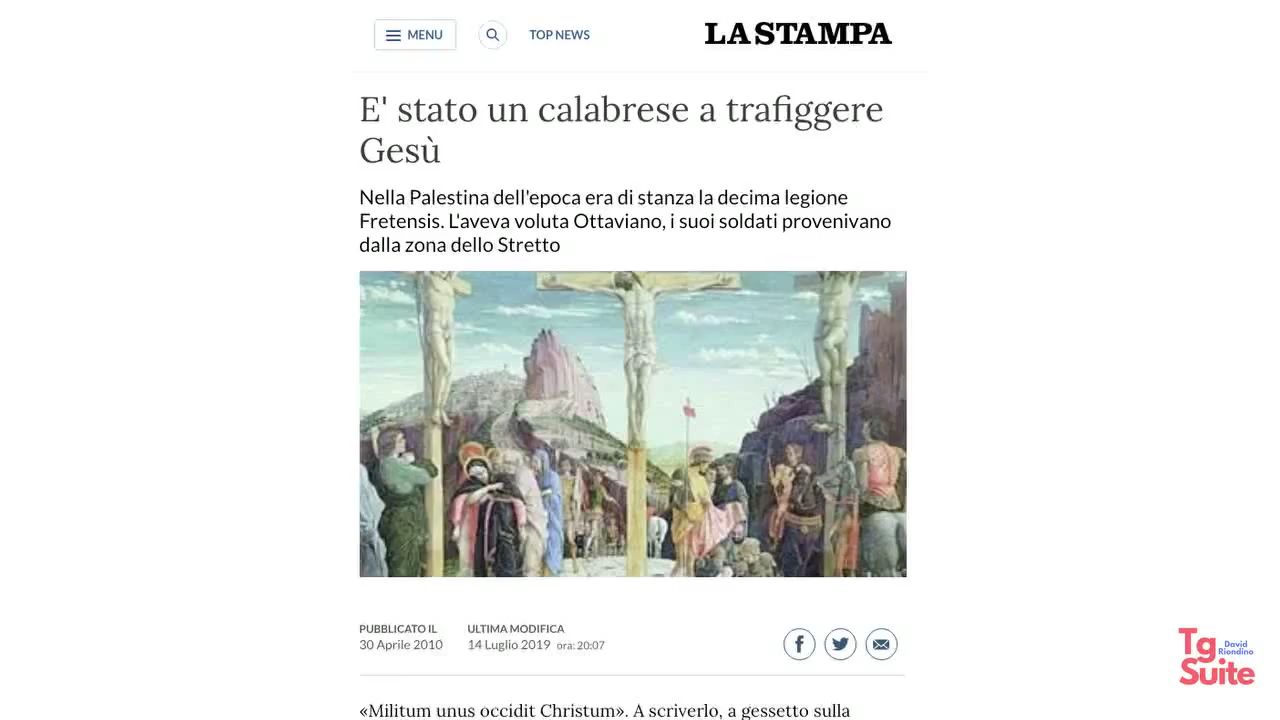 MENU
TOP NEWS
LA STAMPA
E' stato un calabrese a trafiggere
Gesù
Nella Palestina dell'epoca era di stanza la decima legione
Fretensis. L'aveva voluta Ottaviano, i suoi soldati provenivano
dalla zona dello Stretto
PUBBLICATO IL
30 Aprile 2010
ULTIMA MODIFICA
14 Luglio 2019 ora: 20:07
«Militum unus occidit Christum». A scriverlo, a gessetto sulla
Tg
David
Riondino
Suite